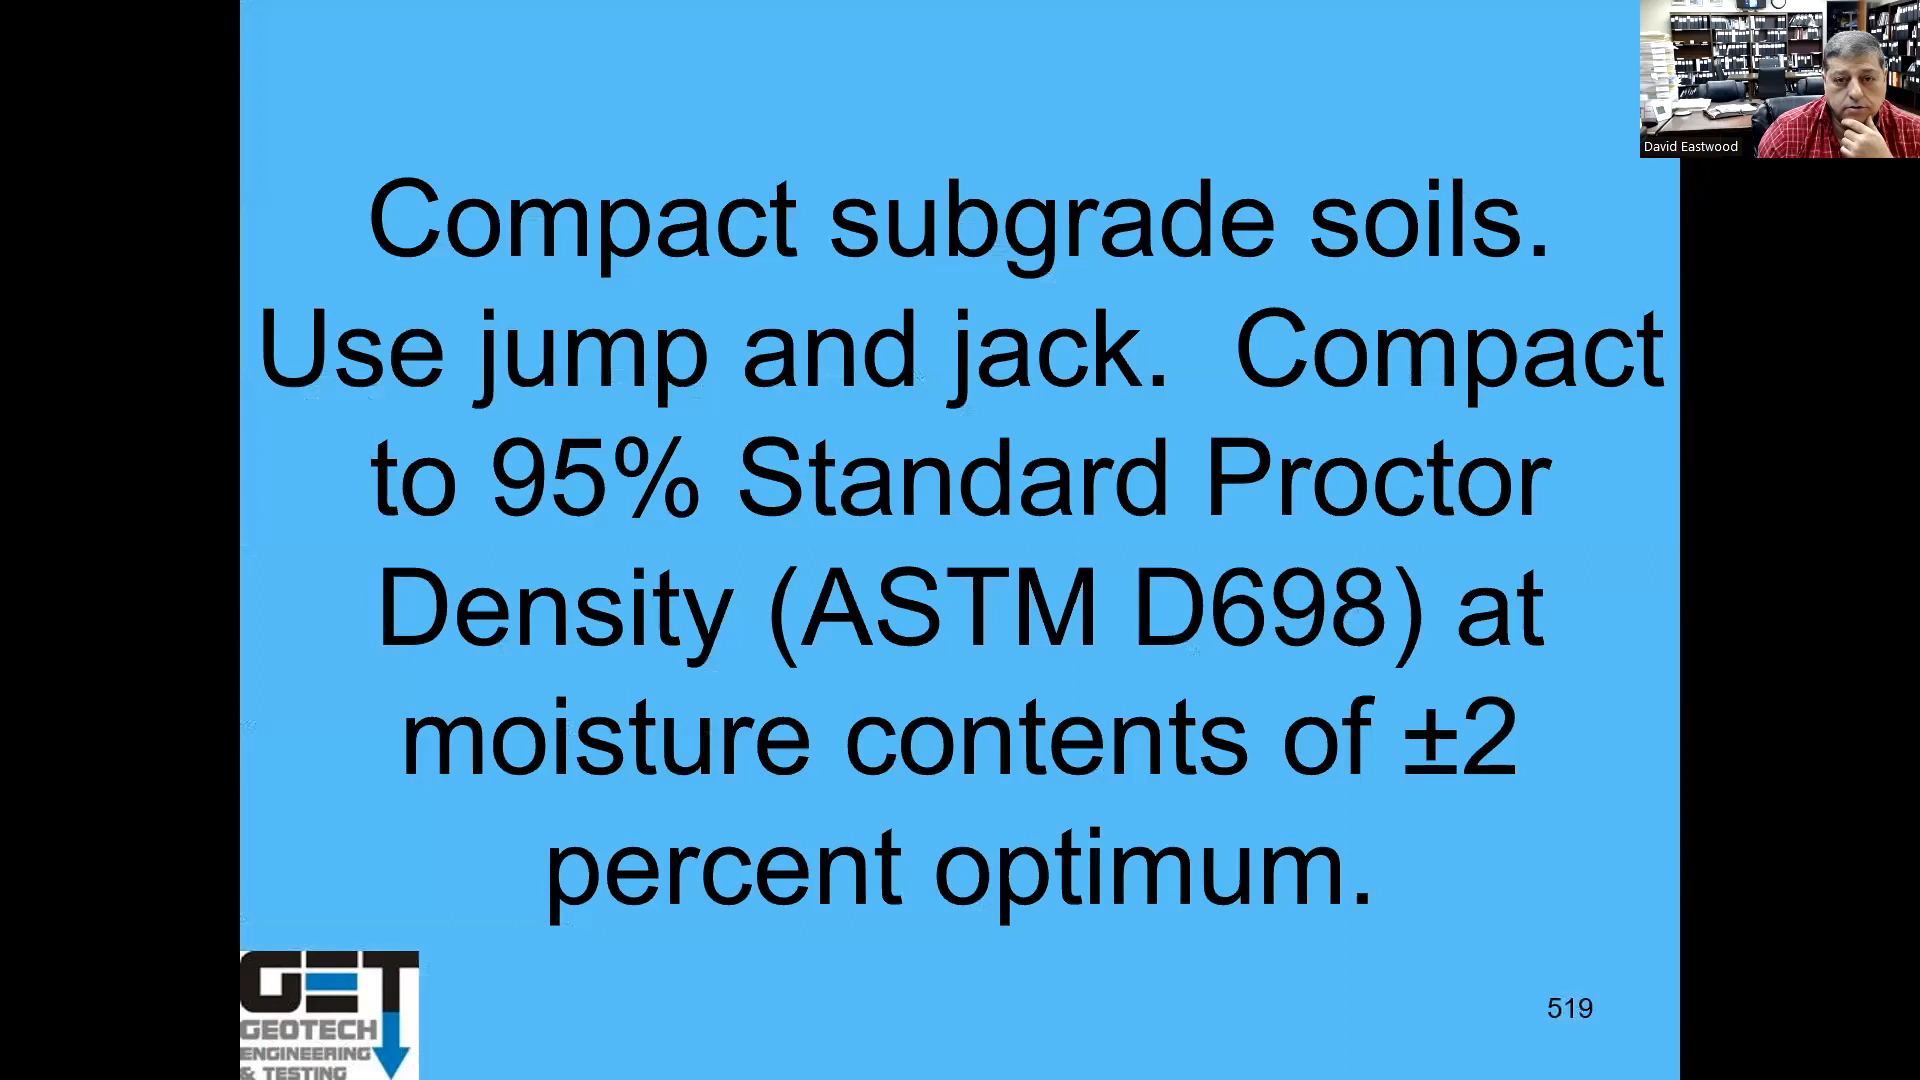 David Eastwood
Compact subgrade soils.
Use jump and jack.  Compact
to 95% Standard Proctor
Density (ASTM D698) at
moisture contents of ±2
percent optimum.
GET
GEOTECH
ENGINEERING
& TESTING
519